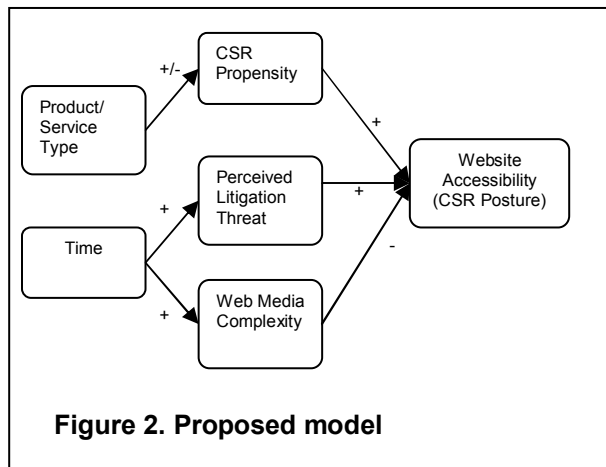 CSR
Propensity
+/-
Product/
Service
Type
+
Website
Accessibility
(CSR Posture)
Perceived
Litigation
Threat
+
+
Time
-
Web Media
Complexity
+
Figure 2. Proposed model